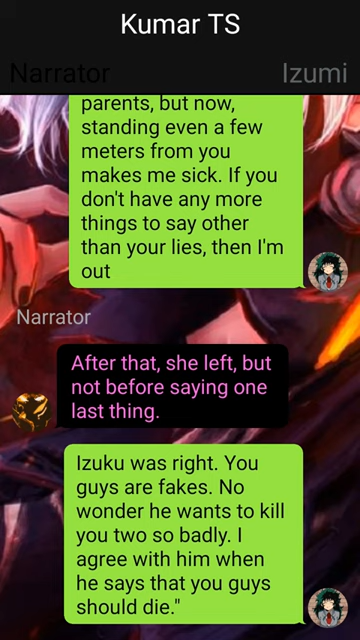 Kumar TS
Narrator
Izumi
parents, but now,
standing even a few
meters from you
makes me sick. If you
don't have any more
things to say other
than your lies, then I'm
out
Narrator
After that, she left, but
not before saying one
last thing.
Izuku was right. You
guys are fakes. No
wonder he wants to kill
you two so badly. I
agree with him when
he says that you guys
should die."